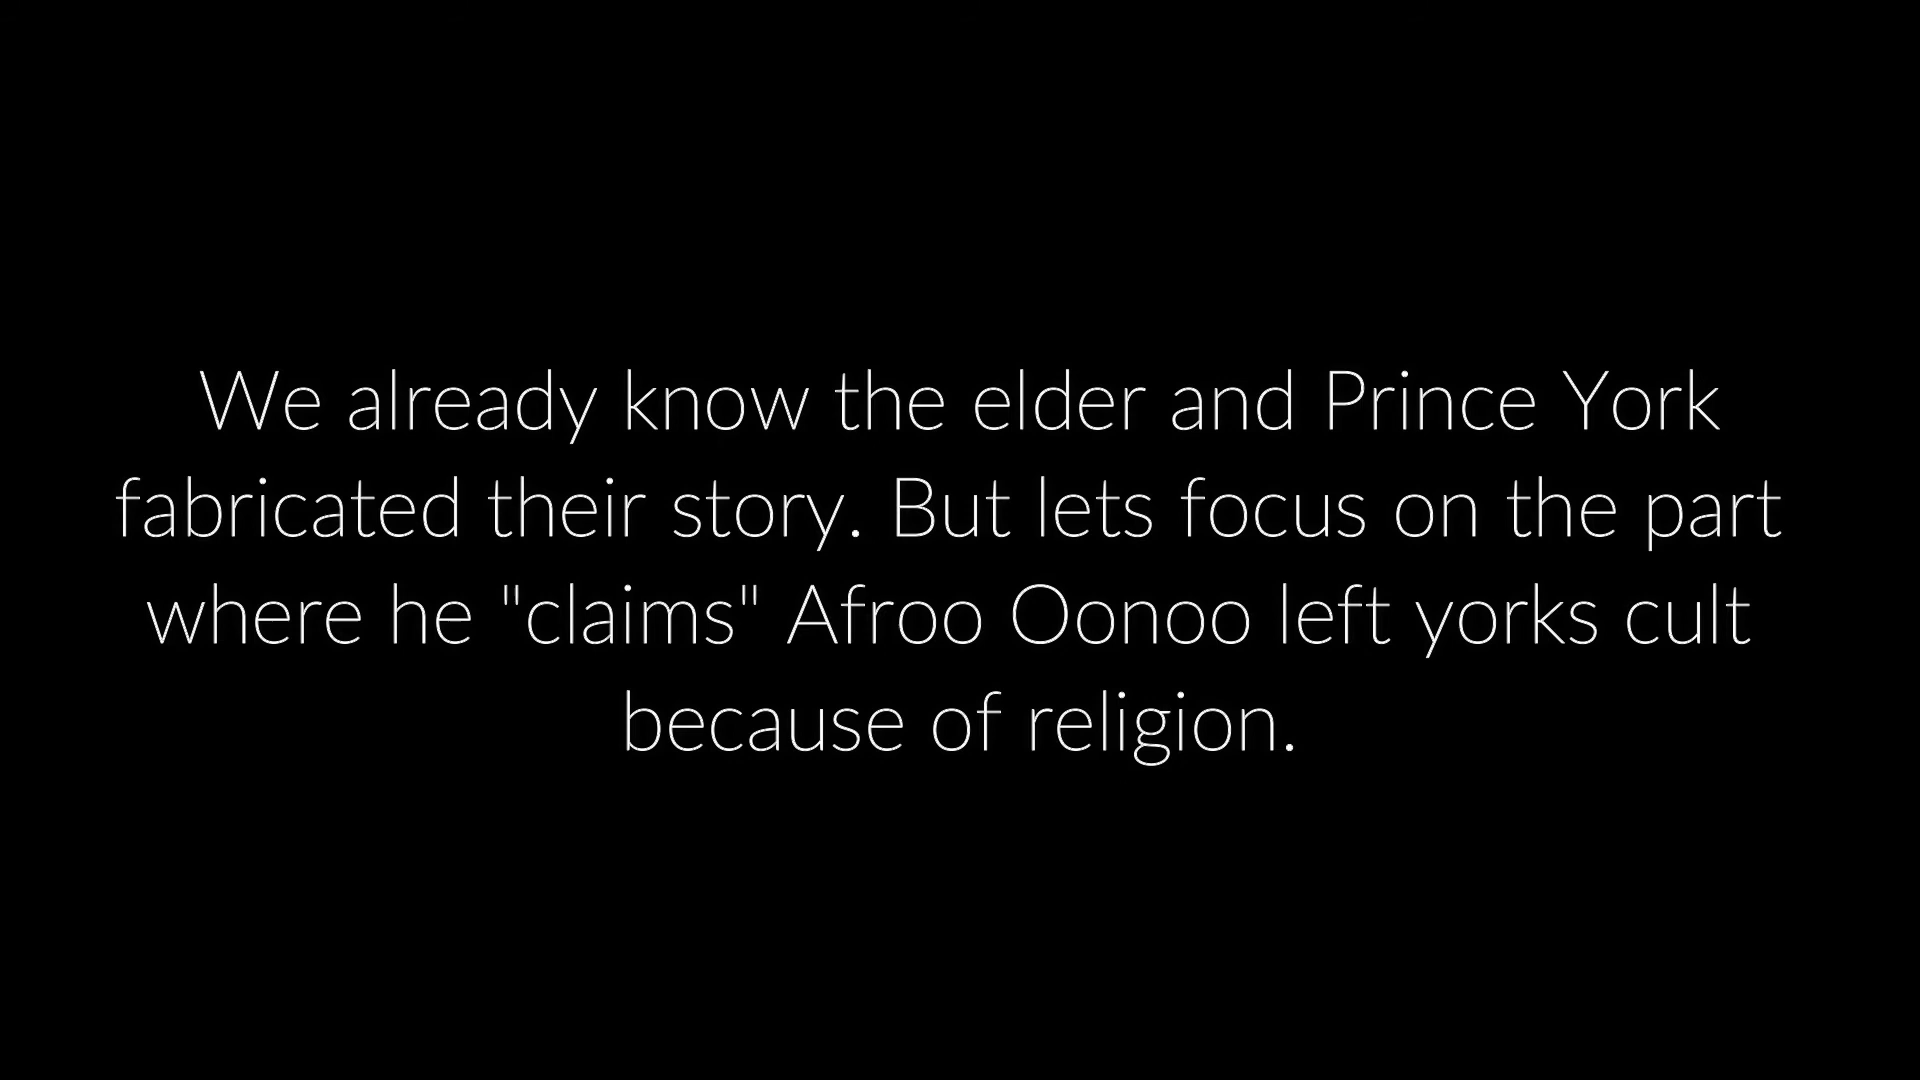 We already know the elder and Prince York
fabricated their story. But lets focus on the part
where he "claims" Afroo Oonoo left yorks cult
because of religion.